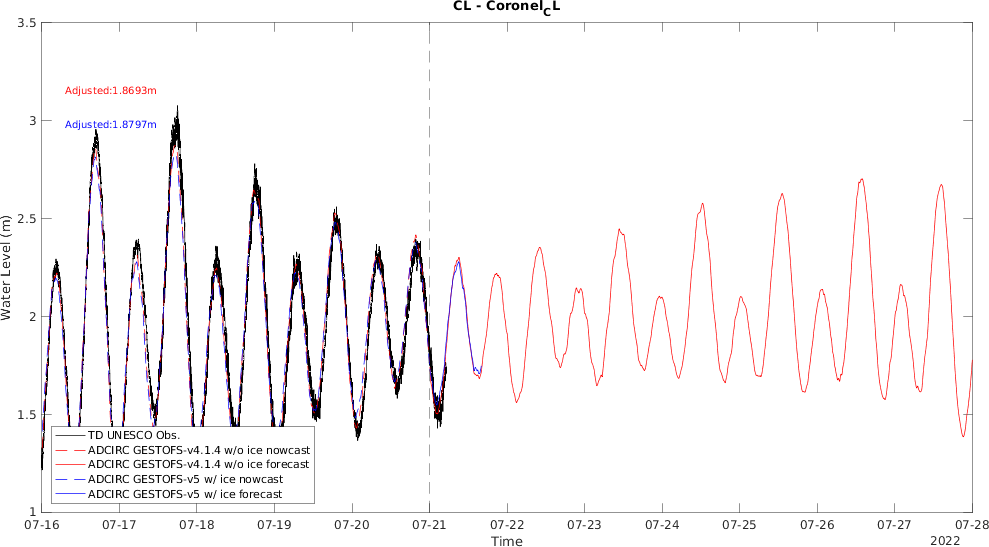 CL - Coronel_CL
3.5
3
2.5
2
1.5
1
Water Level (m)
Adjusted:1.8693m
Adjusted:1.8797m
TD UNESCO Obs.
ADCIRC GESTOFS-v4.1.4 w/o ice nowcast
ADCIRC GESTOFS-v4.1.4 w/o ice forecast
ADCIRC GESTOFS-v5 w/ ice nowcast
ADCIRC GESTOFS-v5 w/ ice forecast
07-16 07-17 07-18 07-19 07-20 07-21 07-22 07-23 07-24 07-25 07-26 07-27 07-28
Time
2022